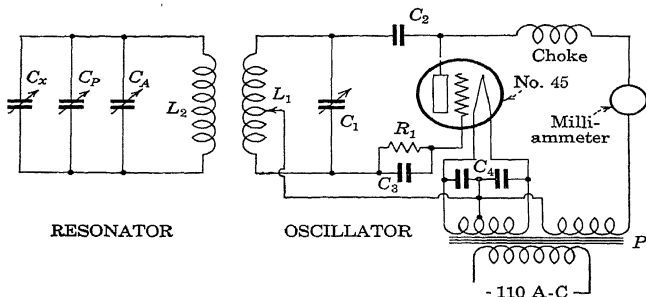 C2
Choke
No. 45
Milli-
ammeter
Cx
CP
CA
L2
L1
C1
R1
C3
C4
RESONATOR
OSCILLATOR
P
- 110 A-C -